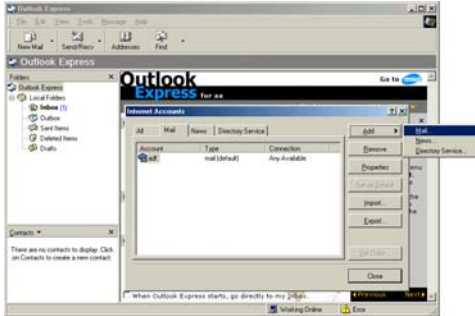 Outlook Express
File Edit View Tools Message Help
New Mail Send/Recv Addresses Find
Outlook Express
Folders
Outlook Express
Local Folders
Inbox (1)
Outbox
Sent Items
Deleted Items
Drafts
Contacts
There are no contacts to display. Click
on Contacts to create a new contact.
Outlook
Express for aa
Go to
Internet Accounts
All Mail News Directory Service
Account Type Connection
adf mail (default) Any Available
Add
Remove
Properties
Set as Default
Import...
Export...
Close
Mail...
News...
Directory Service...
When Outlook Express starts, go directly to my Inbox.
Previous Next
Working Online Error